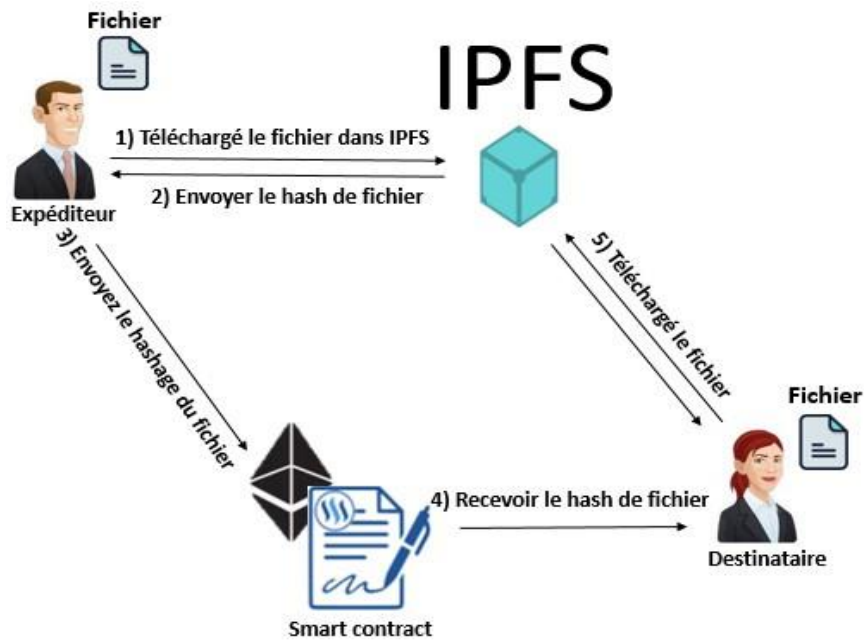 Fichier
IPFS
1) Téléchargé le fichier dans IPFS
2) Envoyer le hash de fichier
Expéditeur
3) Envoyez le hashage du fichier
5) Téléchargé le fichier
Fichier
4) Recevoir le hash de fichier
Destinataire
Smart contract